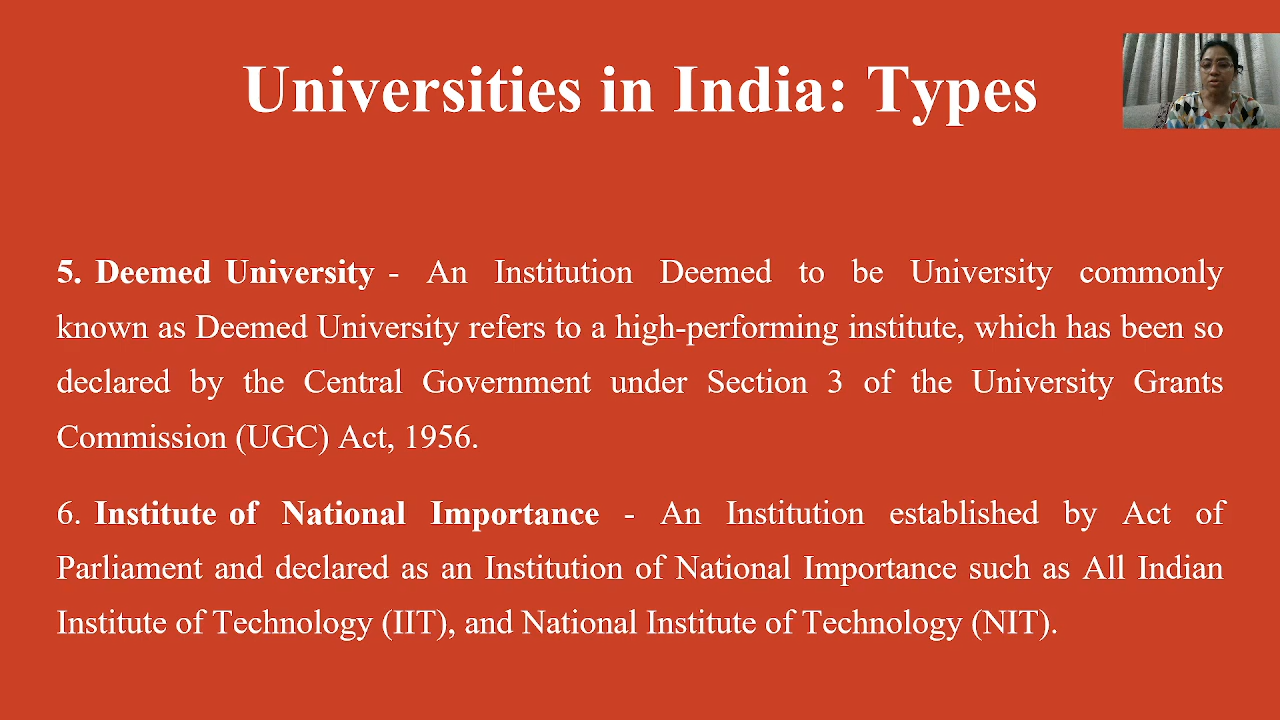 Universities in India: Types
5. Deemed University - An Institution Deemed to be University commonly
known as Deemed University refers to a high-performing institute, which has been so
declared by the Central Government under Section 3 of the University Grants
Commission (UGC) Act, 1956.
6. Institute of National Importance - An Institution established by Act of
Parliament and declared as an Institution of National Importance such as All Indian
Institute of Technology (IIT), and National Institute of Technology (NIT).